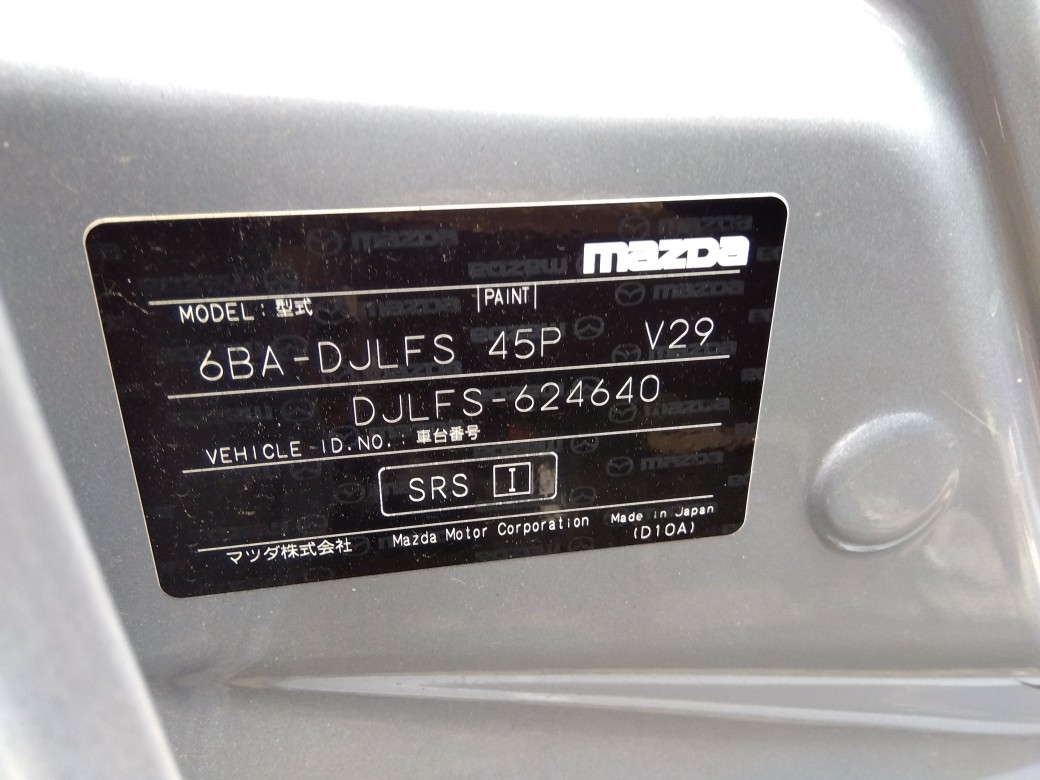 mazda
MODEL : 型式 |PAINT|
6BA-DJLFS 45P V29
DJLFS-624640
VEHICLE ID.NO. : 車台番号
SRS I
マツダ株式会社 Mazda Motor Corporation Made in Japan
(D10A)